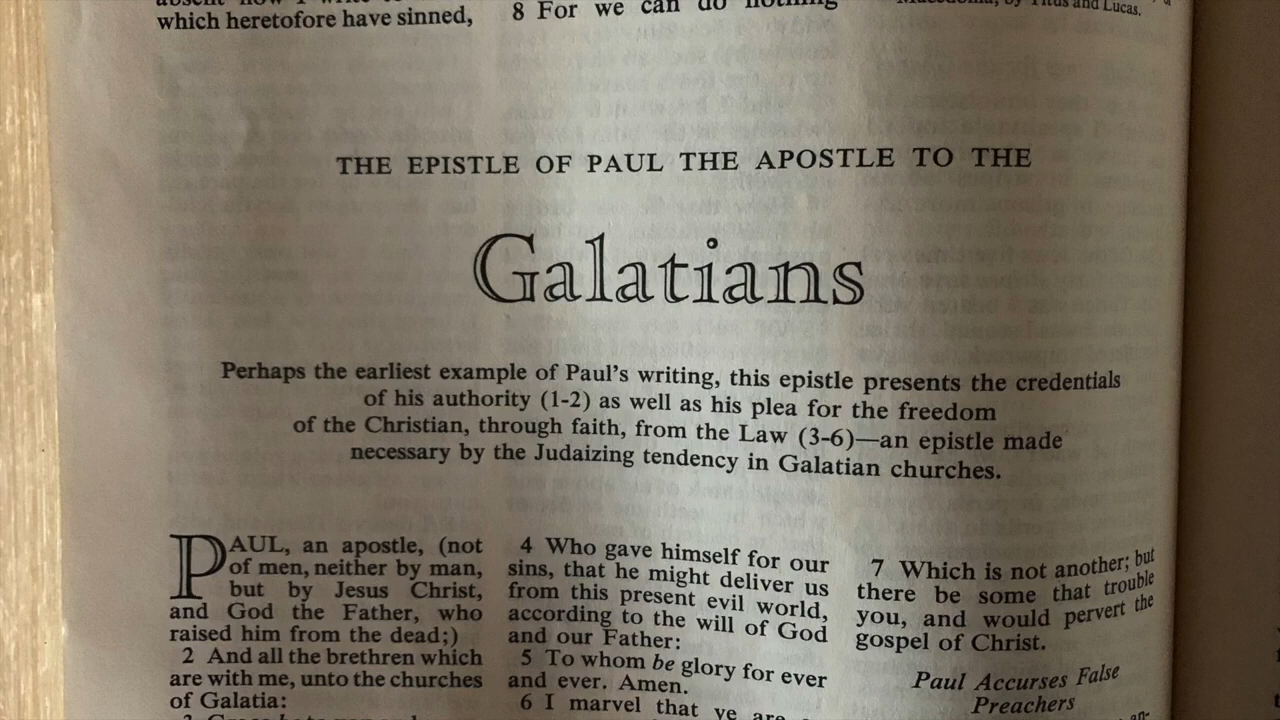 which heretofore have sinned,
8 For we can do nothing
by Titus and Lucas.
THE EPISTLE OF PAUL THE APOSTLE TO THE
Galatians
Perhaps the earliest example of Paul's writing, this epistle presents the credentials
of his authority (1-2) as well as his plea for the freedom
of the Christian, through faith, from the Law (3-6)—an epistle made
necessary by the Judaizing tendency in Galatian churches.
PAUL, an apostle, (not
of men, neither by man,
but by Jesus Christ,
and God the Father, who
raised him from the dead;)
2 And all the brethren which
are with me, unto the churches
of Galatia:
4 Who gave himself for our
sins, that he might deliver us
from this present evil world,
according to the will of God
and our Father:
5 To whom be glory for ever
and ever. Amen.
6 I marvel that ye are
7 Which is not another; but
there be some that trouble
you, and would pervert the
gospel of Christ.
Paul Accurses False
Preachers